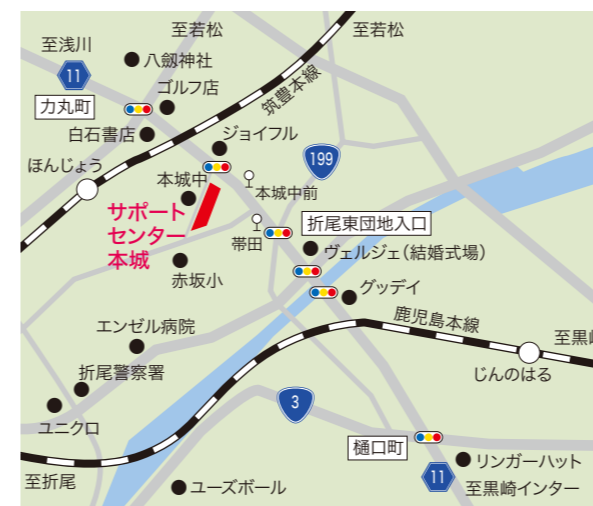 至若松
至若松
至浅川
八劔神社
11
ゴルフ店
力丸町
筑豊本線
白石書店
ジョイフル
199
ほんじょう
本城中
本城中前
サポート
センター
本城
折尾東団地入口
帯田
ヴェルジェ（結婚式場）
赤坂小
グッデイ
鹿児島本線
エンゼル病院
至黒崎
じんのはる
折尾警察署
3
ユニクロ
樋口町
リンガーハット
11
至折尾
ユーズボール
至黒崎インター